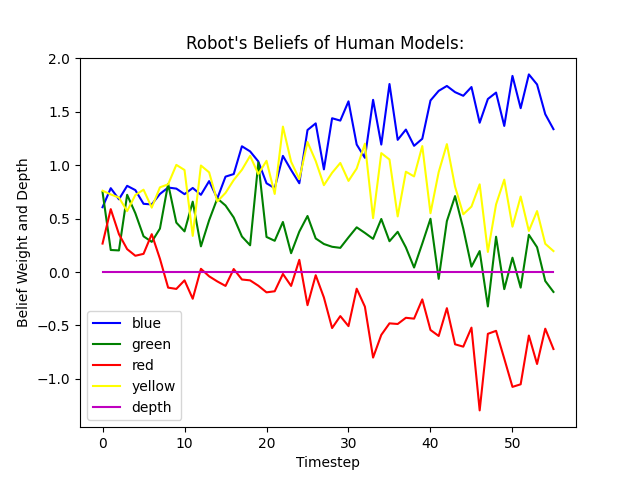 Robot's Beliefs of Human Models:
Belief Weight and Depth
2.0
1.5
1.0
0.5
0.0
−0.5
−1.0
blue
green
red
yellow
depth
0
10
20
30
40
50
Timestep